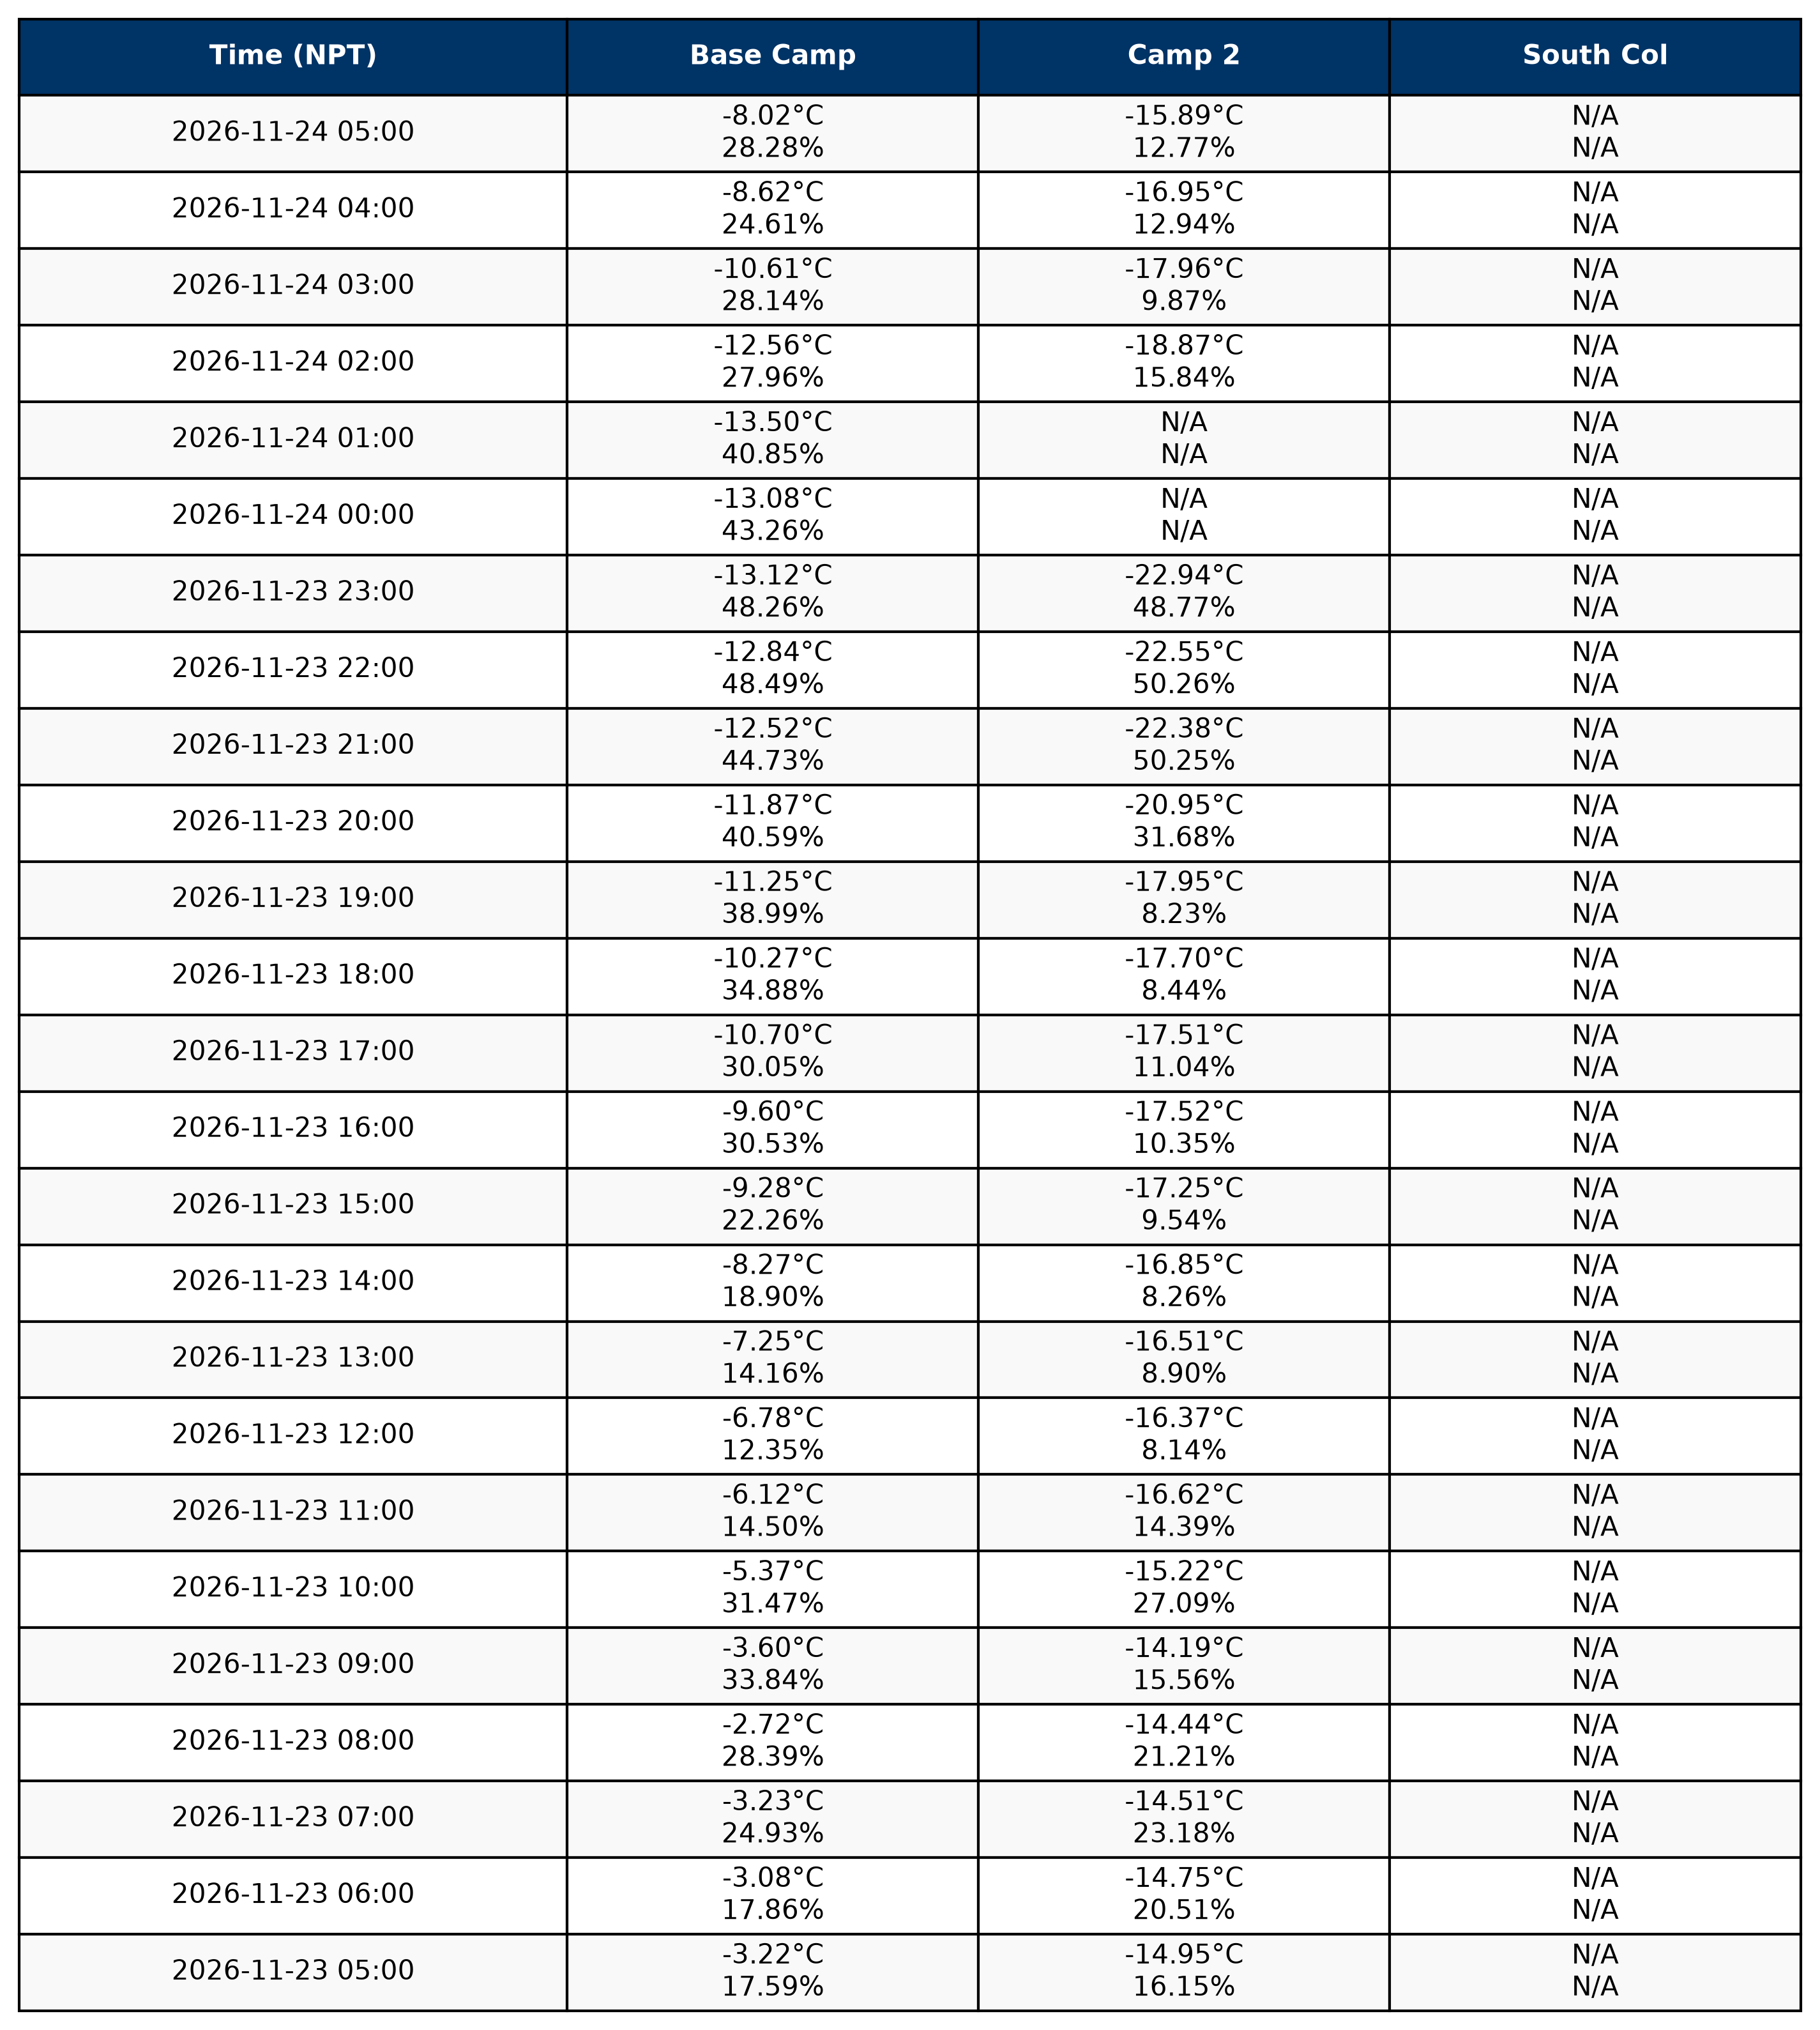 Time (NPT) Base Camp Camp 2 South Col
2026-11-24 05:00 -8.02°C -15.89°C N/A
28.28% 12.77% N/A
2026-11-24 04:00 -8.62°C -16.95°C N/A
24.61% 12.94% N/A
2026-11-24 03:00 -10.61°C -17.96°C N/A
28.14% 9.87% N/A
2026-11-24 02:00 -12.56°C -18.87°C N/A
27.96% 15.84% N/A
2026-11-24 01:00 -13.50°C N/A N/A
40.85% N/A N/A
2026-11-24 00:00 -13.08°C N/A N/A
43.26% N/A N/A
2026-11-23 23:00 -13.12°C -22.94°C N/A
48.26% 48.77% N/A
2026-11-23 22:00 -12.84°C -22.55°C N/A
48.49% 50.26% N/A
2026-11-23 21:00 -12.52°C -22.38°C N/A
44.73% 50.25% N/A
2026-11-23 20:00 -11.87°C -20.95°C N/A
40.59% 31.68% N/A
2026-11-23 19:00 -11.25°C -17.95°C N/A
38.99% 8.23% N/A
2026-11-23 18:00 -10.27°C -17.70°C N/A
34.88% 8.44% N/A
2026-11-23 17:00 -10.70°C -17.51°C N/A
30.05% 11.04% N/A
2026-11-23 16:00 -9.60°C -17.52°C N/A
30.53% 10.35% N/A
2026-11-23 15:00 -9.28°C -17.25°C N/A
22.26% 9.54% N/A
2026-11-23 14:00 -8.27°C -16.85°C N/A
18.90% 8.26% N/A
2026-11-23 13:00 -7.25°C -16.51°C N/A
14.16% 8.90% N/A
2026-11-23 12:00 -6.78°C -16.37°C N/A
12.35% 8.14% N/A
2026-11-23 11:00 -6.12°C -16.62°C N/A
14.50% 14.39% N/A
2026-11-23 10:00 -5.37°C -15.22°C N/A
31.47% 27.09% N/A
2026-11-23 09:00 -3.60°C -14.19°C N/A
33.84% 15.56% N/A
2026-11-23 08:00 -2.72°C -14.44°C N/A
28.39% 21.21% N/A
2026-11-23 07:00 -3.23°C -14.51°C N/A
24.93% 23.18% N/A
2026-11-23 06:00 -3.08°C -14.75°C N/A
17.86% 20.51% N/A
2026-11-23 05:00 -3.22°C -14.95°C N/A
17.59% 16.15% N/A